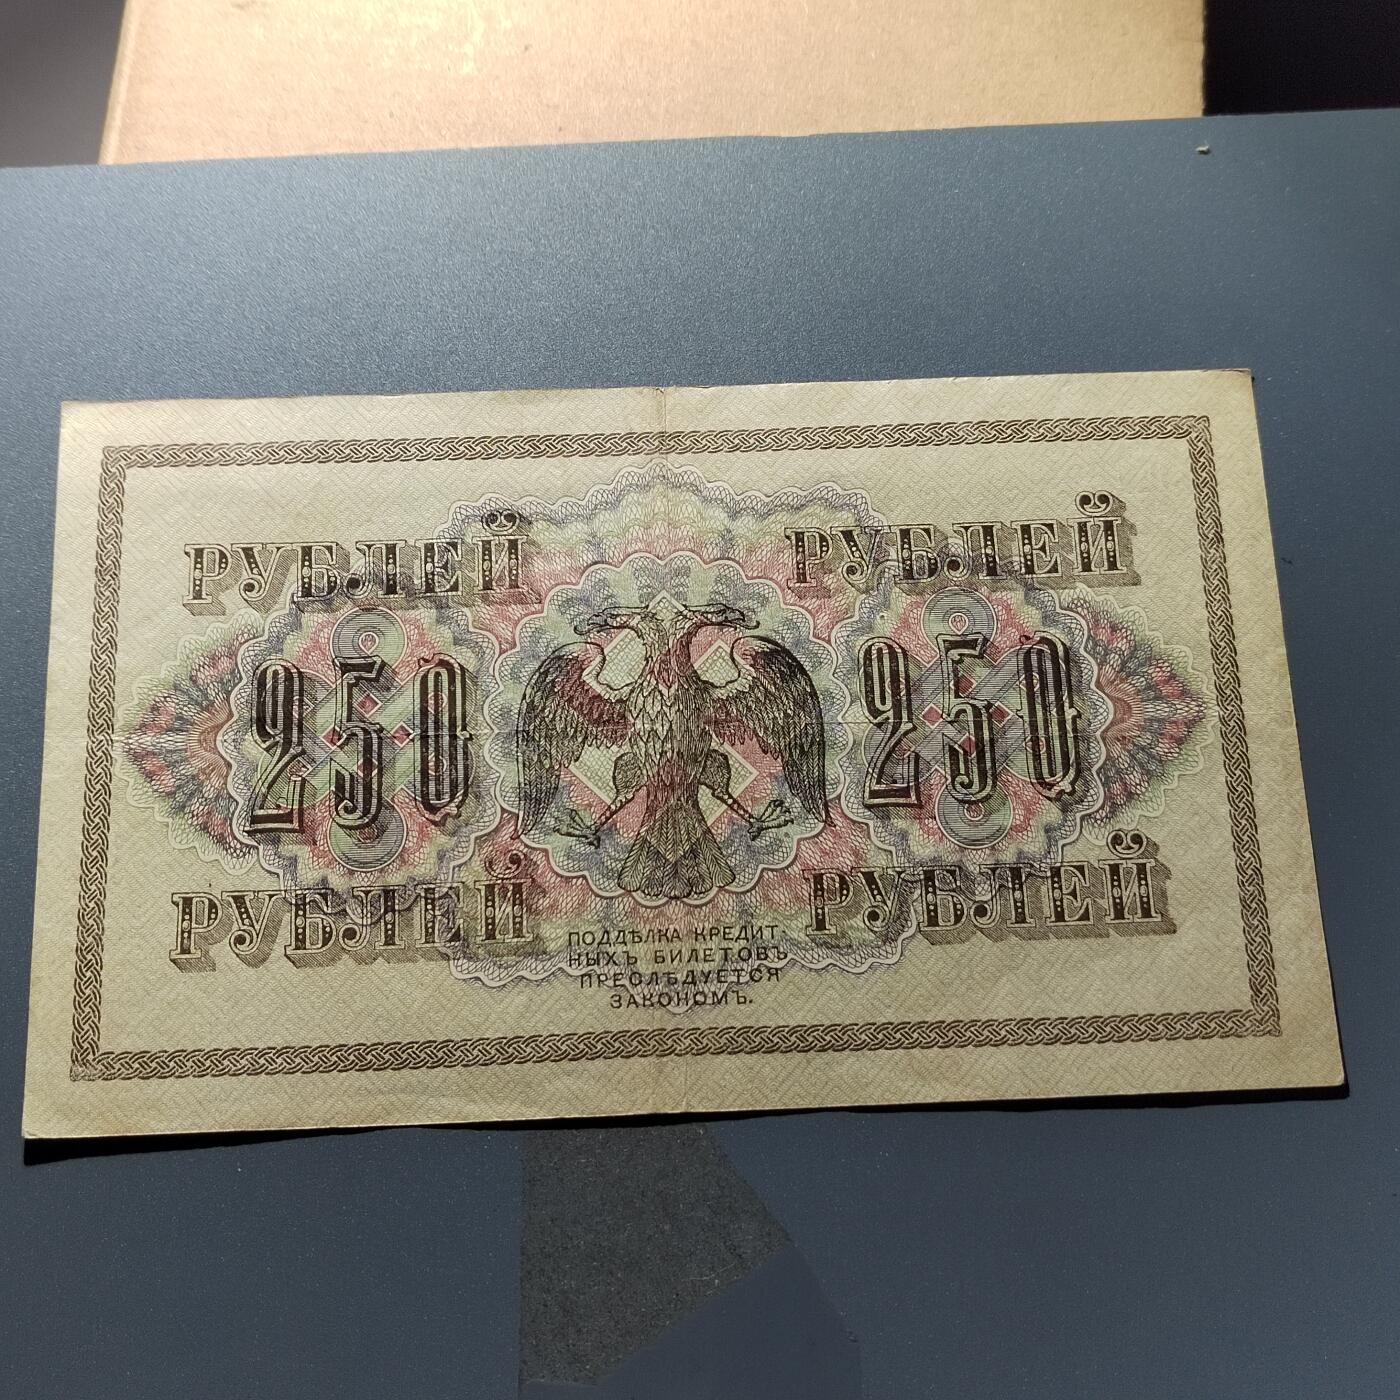 РУБЛЕЙ РУБЛЕЙ
250 250
РУБЛЕЙ РУБЛЕЙ
ПОДДѢЛКА КРЕДИТ-
НЫХЪ БИЛЕТОВЪ
ПРЕСЛѢДУЕТСЯ
ЗАКОНОМЪ.